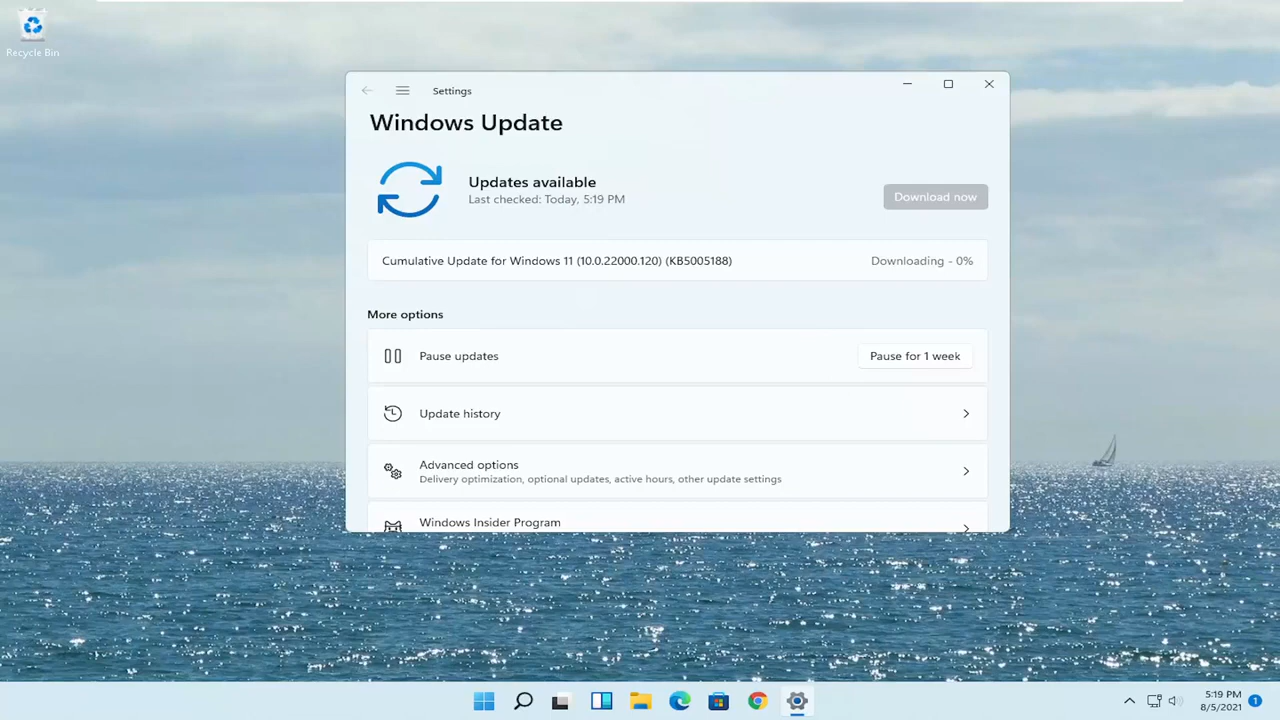 Recycle Bin
Settings
Windows Update
Updates available
Last checked: Today, 5:19 PM
Download now
Cumulative Update for Windows 11 (10.0.22000.120) (KB5005188)
Downloading - 0%
More options
Pause updates
Pause for 1 week
Update history
Advanced options
Delivery optimization, optional updates, active hours, other update settings
Windows Insider Program
5:19 PM
8/5/2021
1